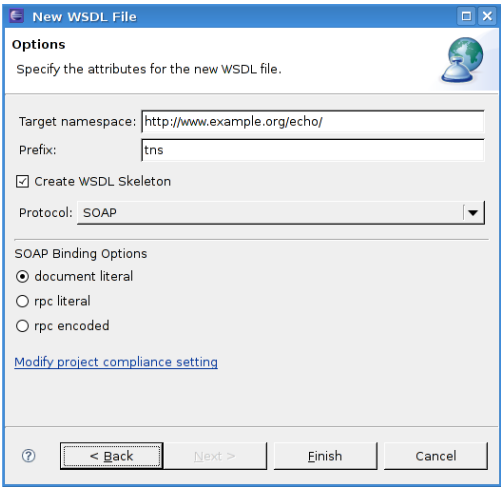 New WSDL File
Options
Specify the attributes for the new WSDL file.
Target namespace: http://www.example.org/echo/
Prefix: tns
Create WSDL Skeleton
Protocol: SOAP
SOAP Binding Options
document literal
rpc literal
rpc encoded
Modify project compliance setting
? < Back Next > Finish Cancel